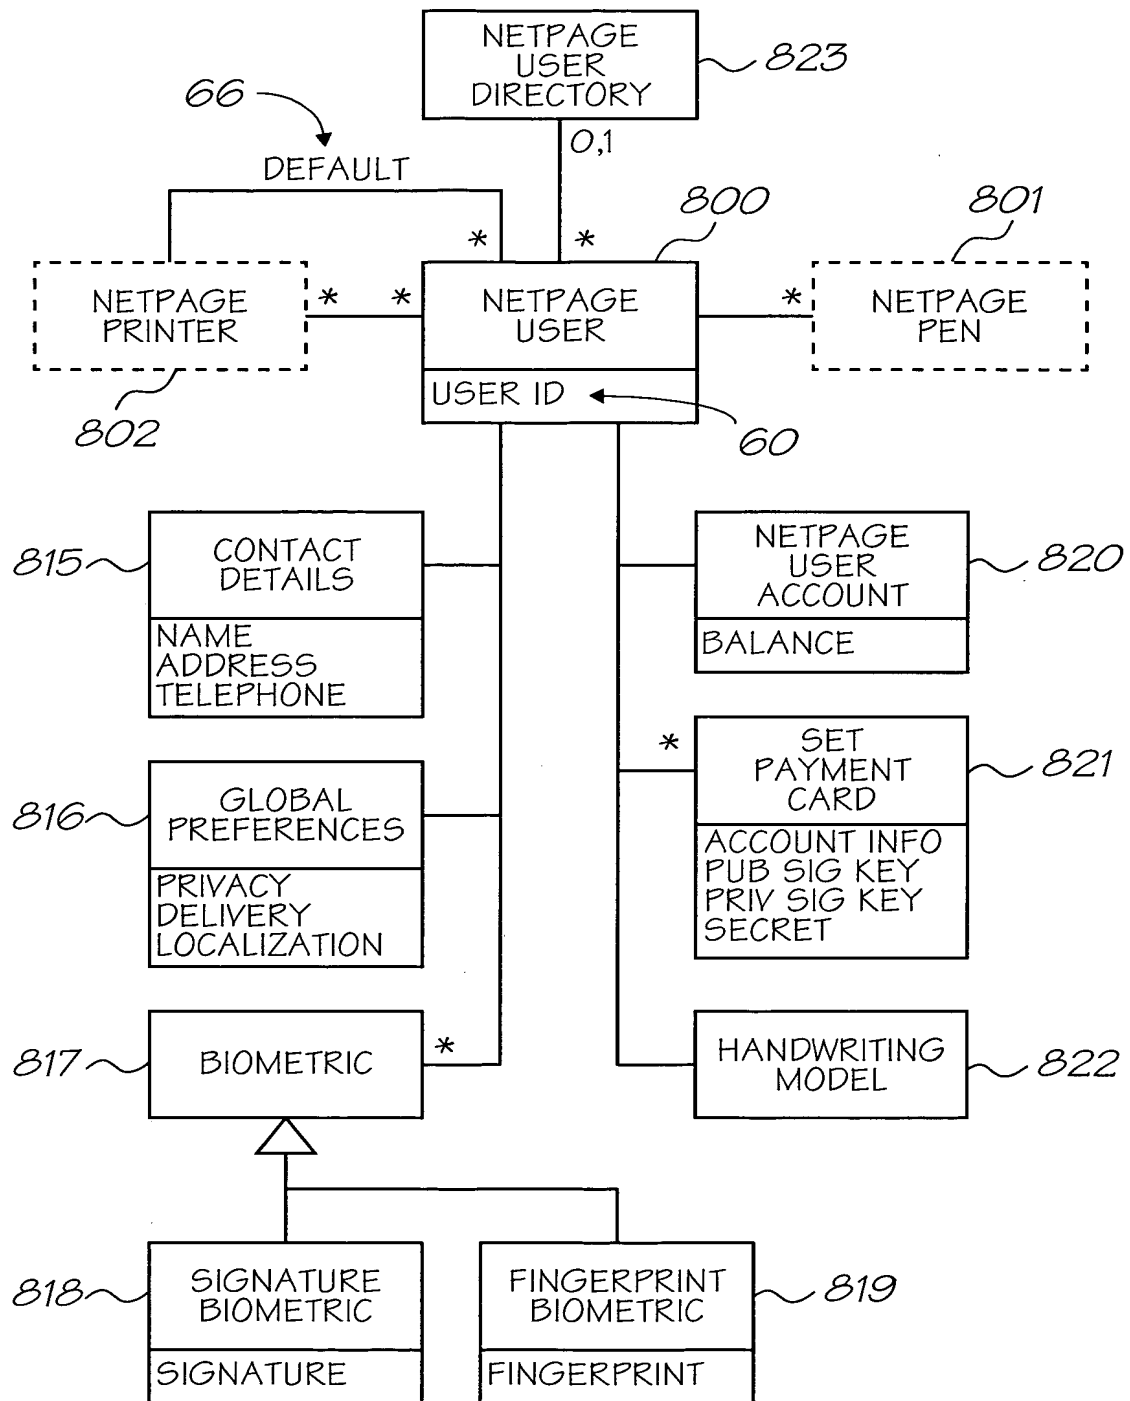 NETPAGE
USER
DIRECTORY
823
66
0,1
DEFAULT
800
801
*
*
NETPAGE
PRINTER
*
*
NETPAGE
USER
*
NETPAGE
PEN
USER ID
802
60
815
CONTACT
DETAILS
NAME
ADDRESS
TELEPHONE
NETPAGE
USER
ACCOUNT
820
BALANCE
816
GLOBAL
PREFERENCES
PRIVACY
DELIVERY
LOCALIZATION
*
SET
PAYMENT
CARD
821
ACCOUNT INFO
PUB SIG KEY
PRIV SIG KEY
SECRET
817
BIOMETRIC
*
HANDWRITING
MODEL
822
818
SIGNATURE
BIOMETRIC
SIGNATURE
FINGERPRINT
BIOMETRIC
819
FINGERPRINT